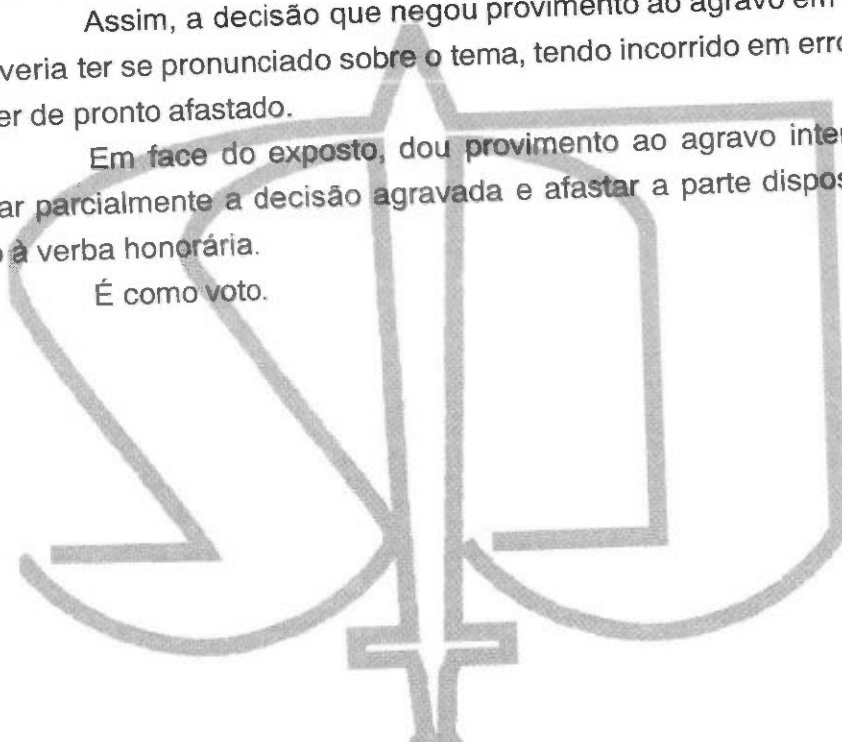 Assim, a decisão que negou provimento ao agravo em
veria ter se pronunciado sobre o tema, tendo incorrido em erro
er de pronto afastado.
Em face do exposto, dou provimento ao agravo inter
ar parcialmente a decisão agravada e afastar a parte dispos
o à verba honorária.
É como voto.